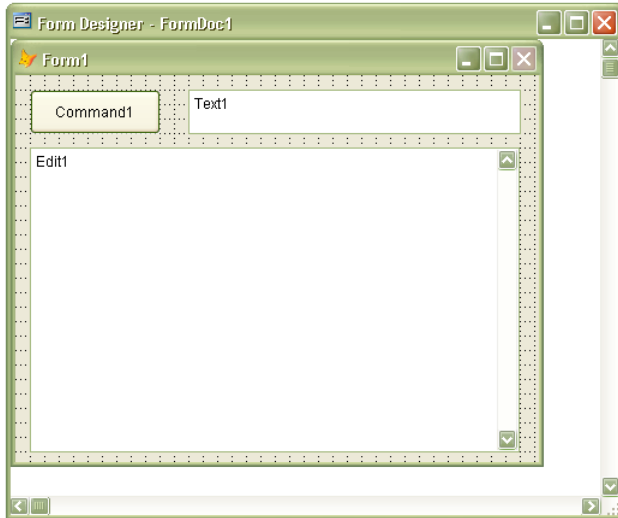 Form Designer - FormDoc1
Form1
Command1
Text1
Edit1